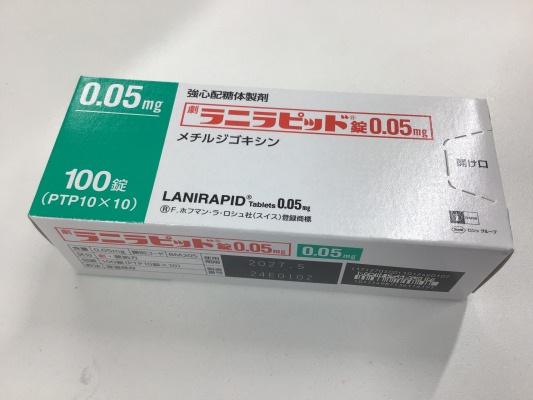 0.05mg
100錠
(PTP10×10)
強心配糖体製剤
劇 ラニラピッド®錠0.05mg
メチルジゴキシン
LANIRAPID® Tablets 0.05mg
Ⓡ F. ホフマン・ラ・ロシュ社(スイス)登録商標
開け口
Roche ロシュ グループ
ラニラピッド錠0.05mg
0.05mg
2027.5
24E010Z